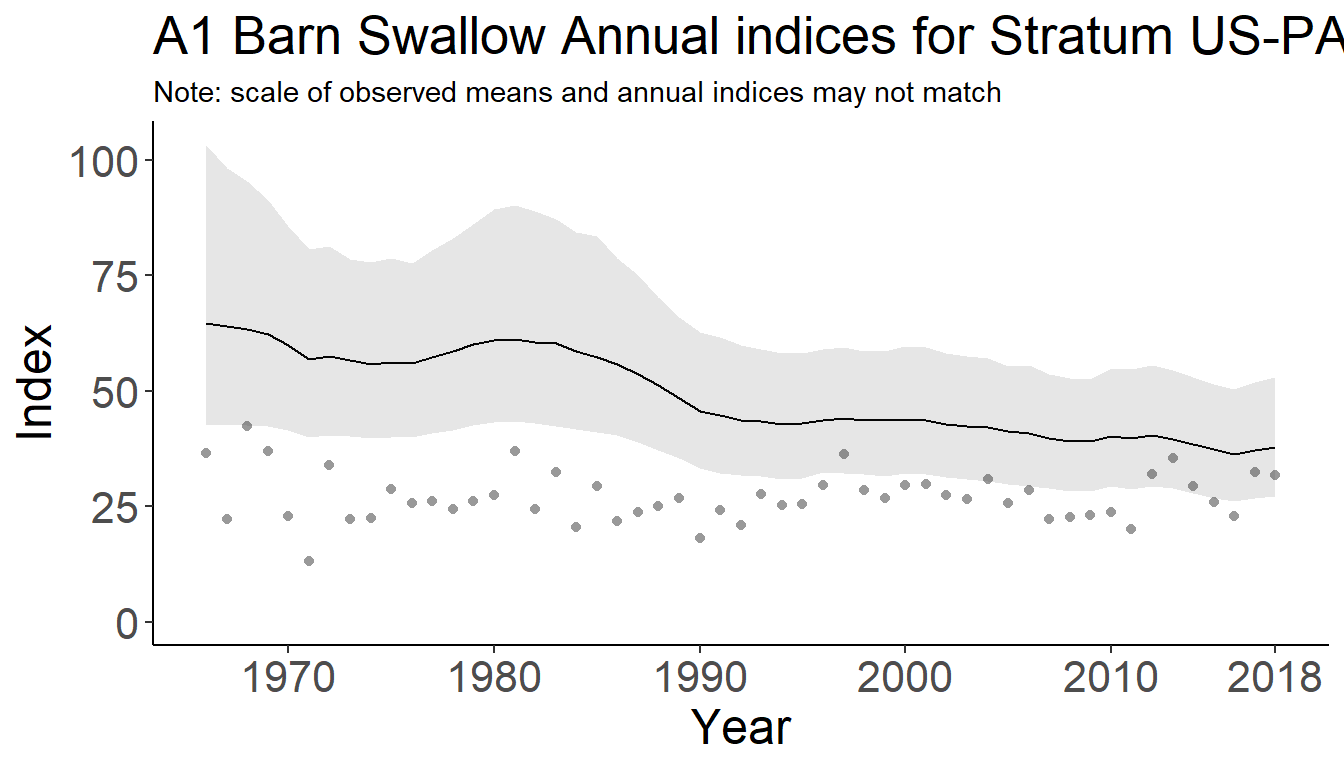 A1 Barn Swallow Annual indices for Stratum US-PA
Note: scale of observed means and annual indices may not match
100
75
50
25
0
Index
1970 1980 1990 2000 2010 2018
Year